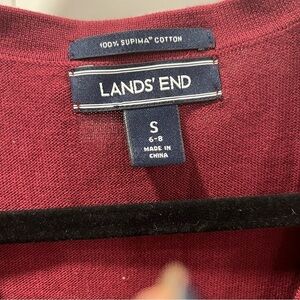 100% SUPIMA® COTTON
LANDS' END
S
6-8
MADE IN
CHINA